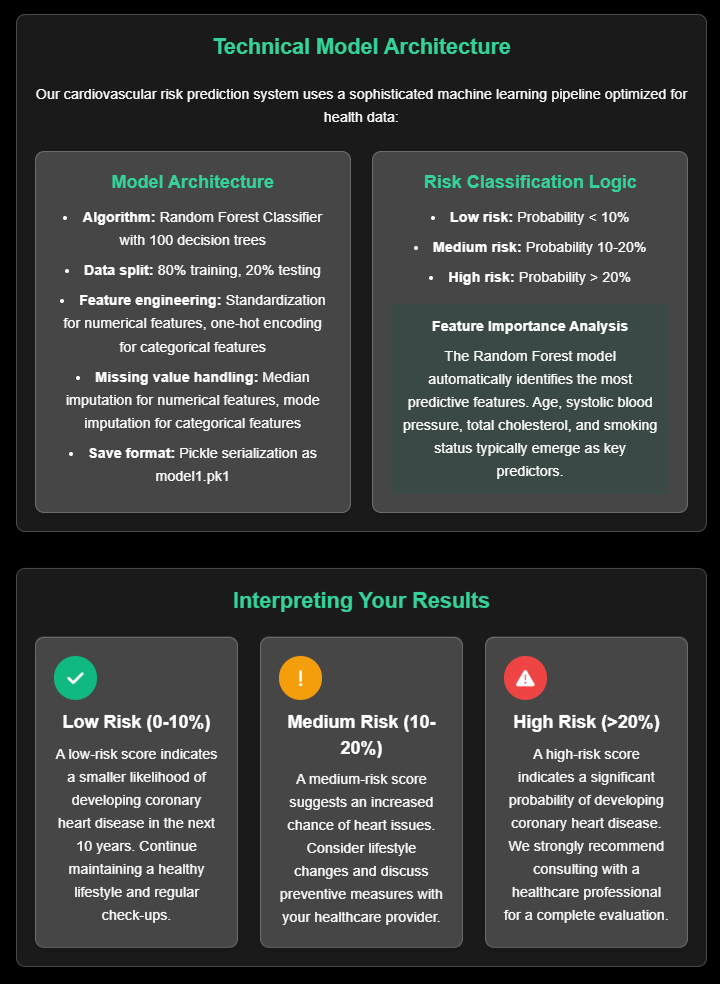 Technical Model Architecture
Our cardiovascular risk prediction system uses a sophisticated machine learning pipeline optimized for
health data:
Model Architecture
• Algorithm: Random Forest Classifier
with 100 decision trees
• Data split: 80% training, 20% testing
• Feature engineering: Standardization
for numerical features, one-hot encoding
for categorical features
• Missing value handling: Median
imputation for numerical features, mode
imputation for categorical features
• Save format: Pickle serialization as
model1.pk1
Risk Classification Logic
• Low risk: Probability < 10%
• Medium risk: Probability 10-20%
• High risk: Probability > 20%
Feature Importance Analysis
The Random Forest model
automatically identifies the most
predictive features. Age, systolic blood
pressure, total cholesterol, and smoking
status typically emerge as key
predictors.
Interpreting Your Results
Low Risk (0-10%)
A low-risk score indicates
a smaller likelihood of
developing coronary
heart disease in the next
10 years. Continue
maintaining a healthy
lifestyle and regular
check-ups.
Medium Risk (10-
20%)
A medium-risk score
suggests an increased
chance of heart issues.
Consider lifestyle
changes and discuss
preventive measures with
your healthcare provider.
High Risk (>20%)
A high-risk score
indicates a significant
probability of developing
coronary heart disease.
We strongly recommend
consulting with a
healthcare professional
for a complete evaluation.